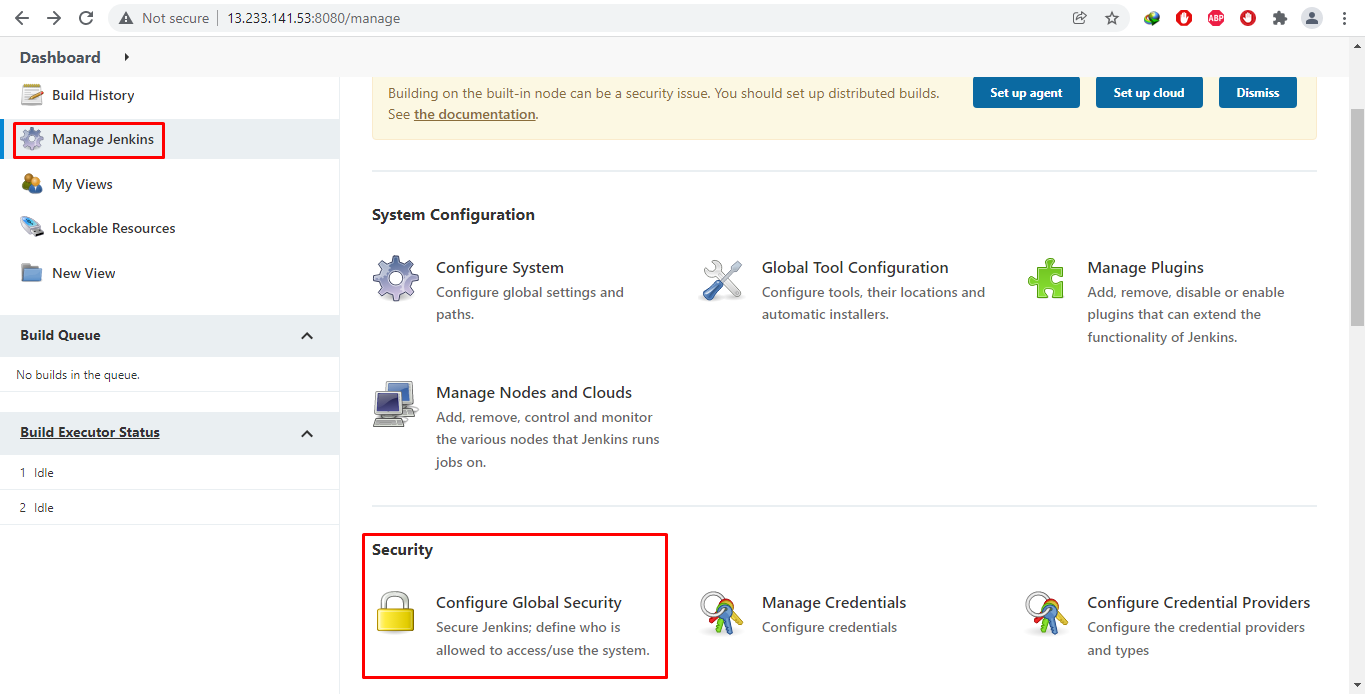 Not secure 13.233.141.53:8080/manage
ABP
Dashboard
Build History
Manage Jenkins
My Views
Lockable Resources
New View
Build Queue
No builds in the queue.
Build Executor Status
1 Idle
2 Idle
Building on the built-in node can be a security issue. You should set up distributed builds.
See the documentation.
Set up agent
Set up cloud
Dismiss
System Configuration
Configure System
Configure global settings and
paths.
Global Tool Configuration
Configure tools, their locations and
automatic installers.
Manage Plugins
Add, remove, disable or enable
plugins that can extend the
functionality of Jenkins.
Manage Nodes and Clouds
Add, remove, control and monitor
the various nodes that Jenkins runs
jobs on.
Security
Configure Global Security
Secure Jenkins; define who is
allowed to access/use the system.
Manage Credentials
Configure credentials
Configure Credential Providers
Configure the credential providers
and types